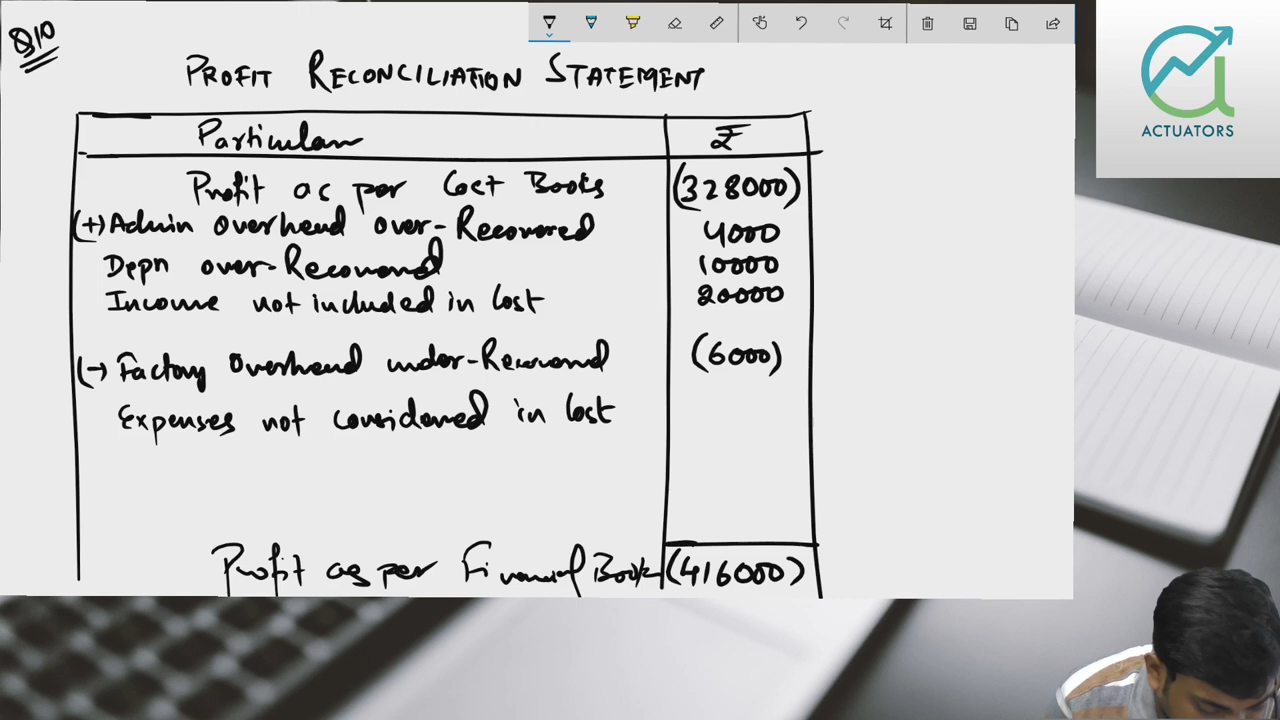 Q10
PROFIT RECONCILIATION STATEMENT
Particulars ₹
Profit as per Cost Books (328000)
(+) Admin Overhead over-Recovered 4000
Depn over-Recovered 10000
Income not included in Cost 20000
(-) Factory Overhead under-Recovered (6000)
Expenses not considered in Cost
Profit as per Financial Books (416000)
ACTUATORS